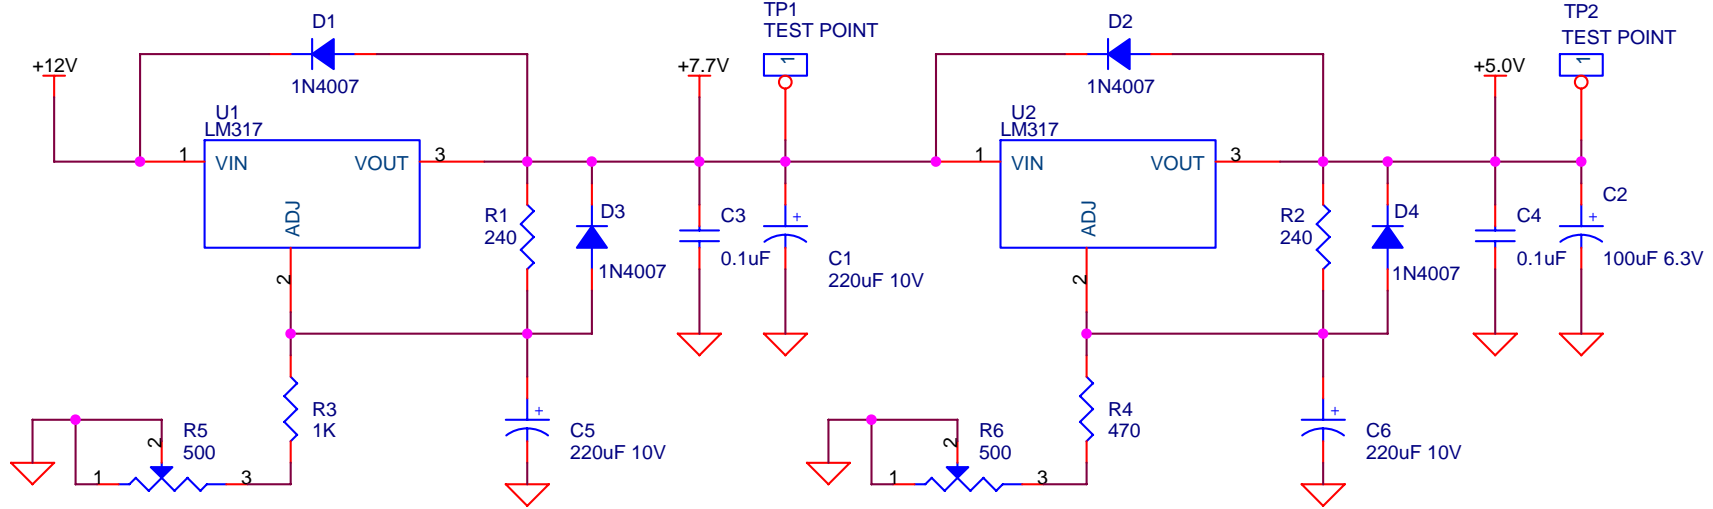 D1
1N4007
+12V
U1
LM317
1
VIN
VOUT
3
ADJ
2
R1
240
D3
1N4007
+7.7V
TP1
TEST POINT
1
C3
0.1uF
C1
220uF 10V
R3
1K
R5
500
2
1
3
+
C5
220uF 10V
+
D2
1N4007
U2
LM317
1
VIN
VOUT
3
ADJ
2
R2
240
D4
1N4007
+5.0V
TP2
TEST POINT
1
C4
0.1uF
C2
+
100uF 6.3V
R4
470
R6
500
2
1
3
+
C6
220uF 10V